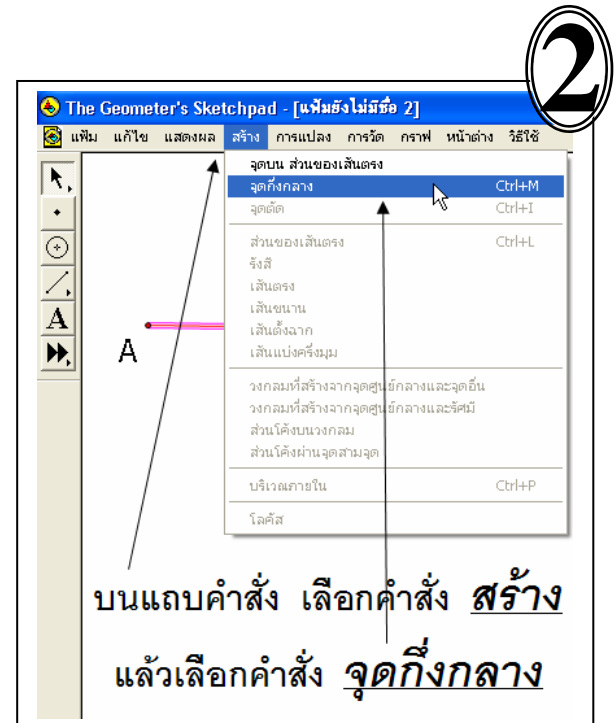 2
The Geometer's Sketchpad - [แฟ้มยังไม่มีชื่อ 2]
แฟ้ม แก้ไข แสดงผล สร้าง การแปลง การวัด กราฟ หน้าต่าง วิธีใช้
จุดบน ส่วนของเส้นตรง
จุดกึ่งกลาง Ctrl+M
จุดตัด Ctrl+I
ส่วนของเส้นตรง Ctrl+L
รังสี
เส้นตรง
เส้นขนาน
เส้นตั้งฉาก
เส้นแบ่งครึ่งมุม
วงกลมที่สร้างจากจุดศูนย์กลางและจุดอื่น
วงกลมที่สร้างจากจุดศูนย์กลางและรัศมี
ส่วนโค้งบนวงกลม
ส่วนโค้งผ่านจุดสามจุด
บริเวณภายใน Ctrl+P
โลคัส
A
A
บนแถบคำสั่ง เลือกคำสั่ง สร้าง
แล้วเลือกคำสั่ง จุดกึ่งกลาง